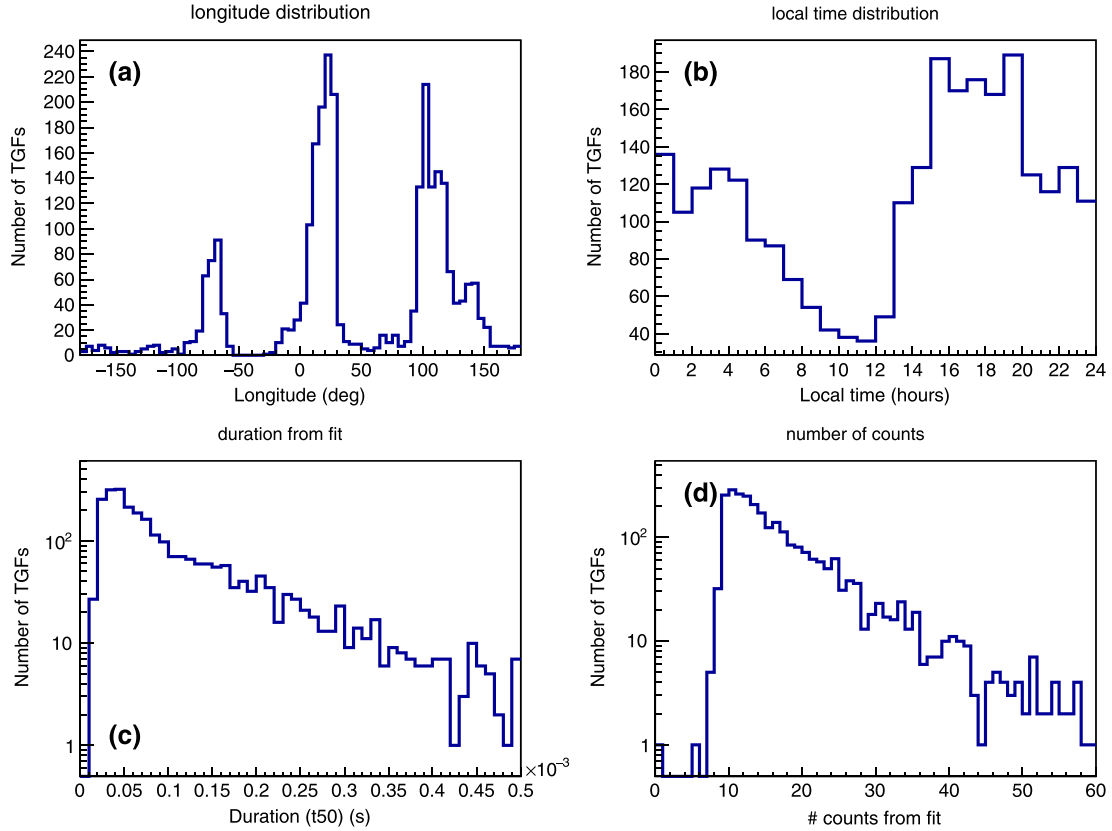 longitude distribution
(a)
Number of TGFs
240
220
200
180
160
140
120
100
80
60
40
20
0
−150 −100 −50 0 50 100 150
Longitude (deg)
local time distribution
(b)
Number of TGFs
180
160
140
120
100
80
60
40
0 2 4 6 8 10 12 14 16 18 20 22 24
Local time (hours)
duration from fit
(c)
Number of TGFs
10²
10
1
0 0.05 0.1 0.15 0.2 0.25 0.3 0.35 0.4 0.45 0.5
×10⁻³
Duration (t50) (s)
number of counts
(d)
Number of TGFs
10²
10
1
0 10 20 30 40 50 60
# counts from fit